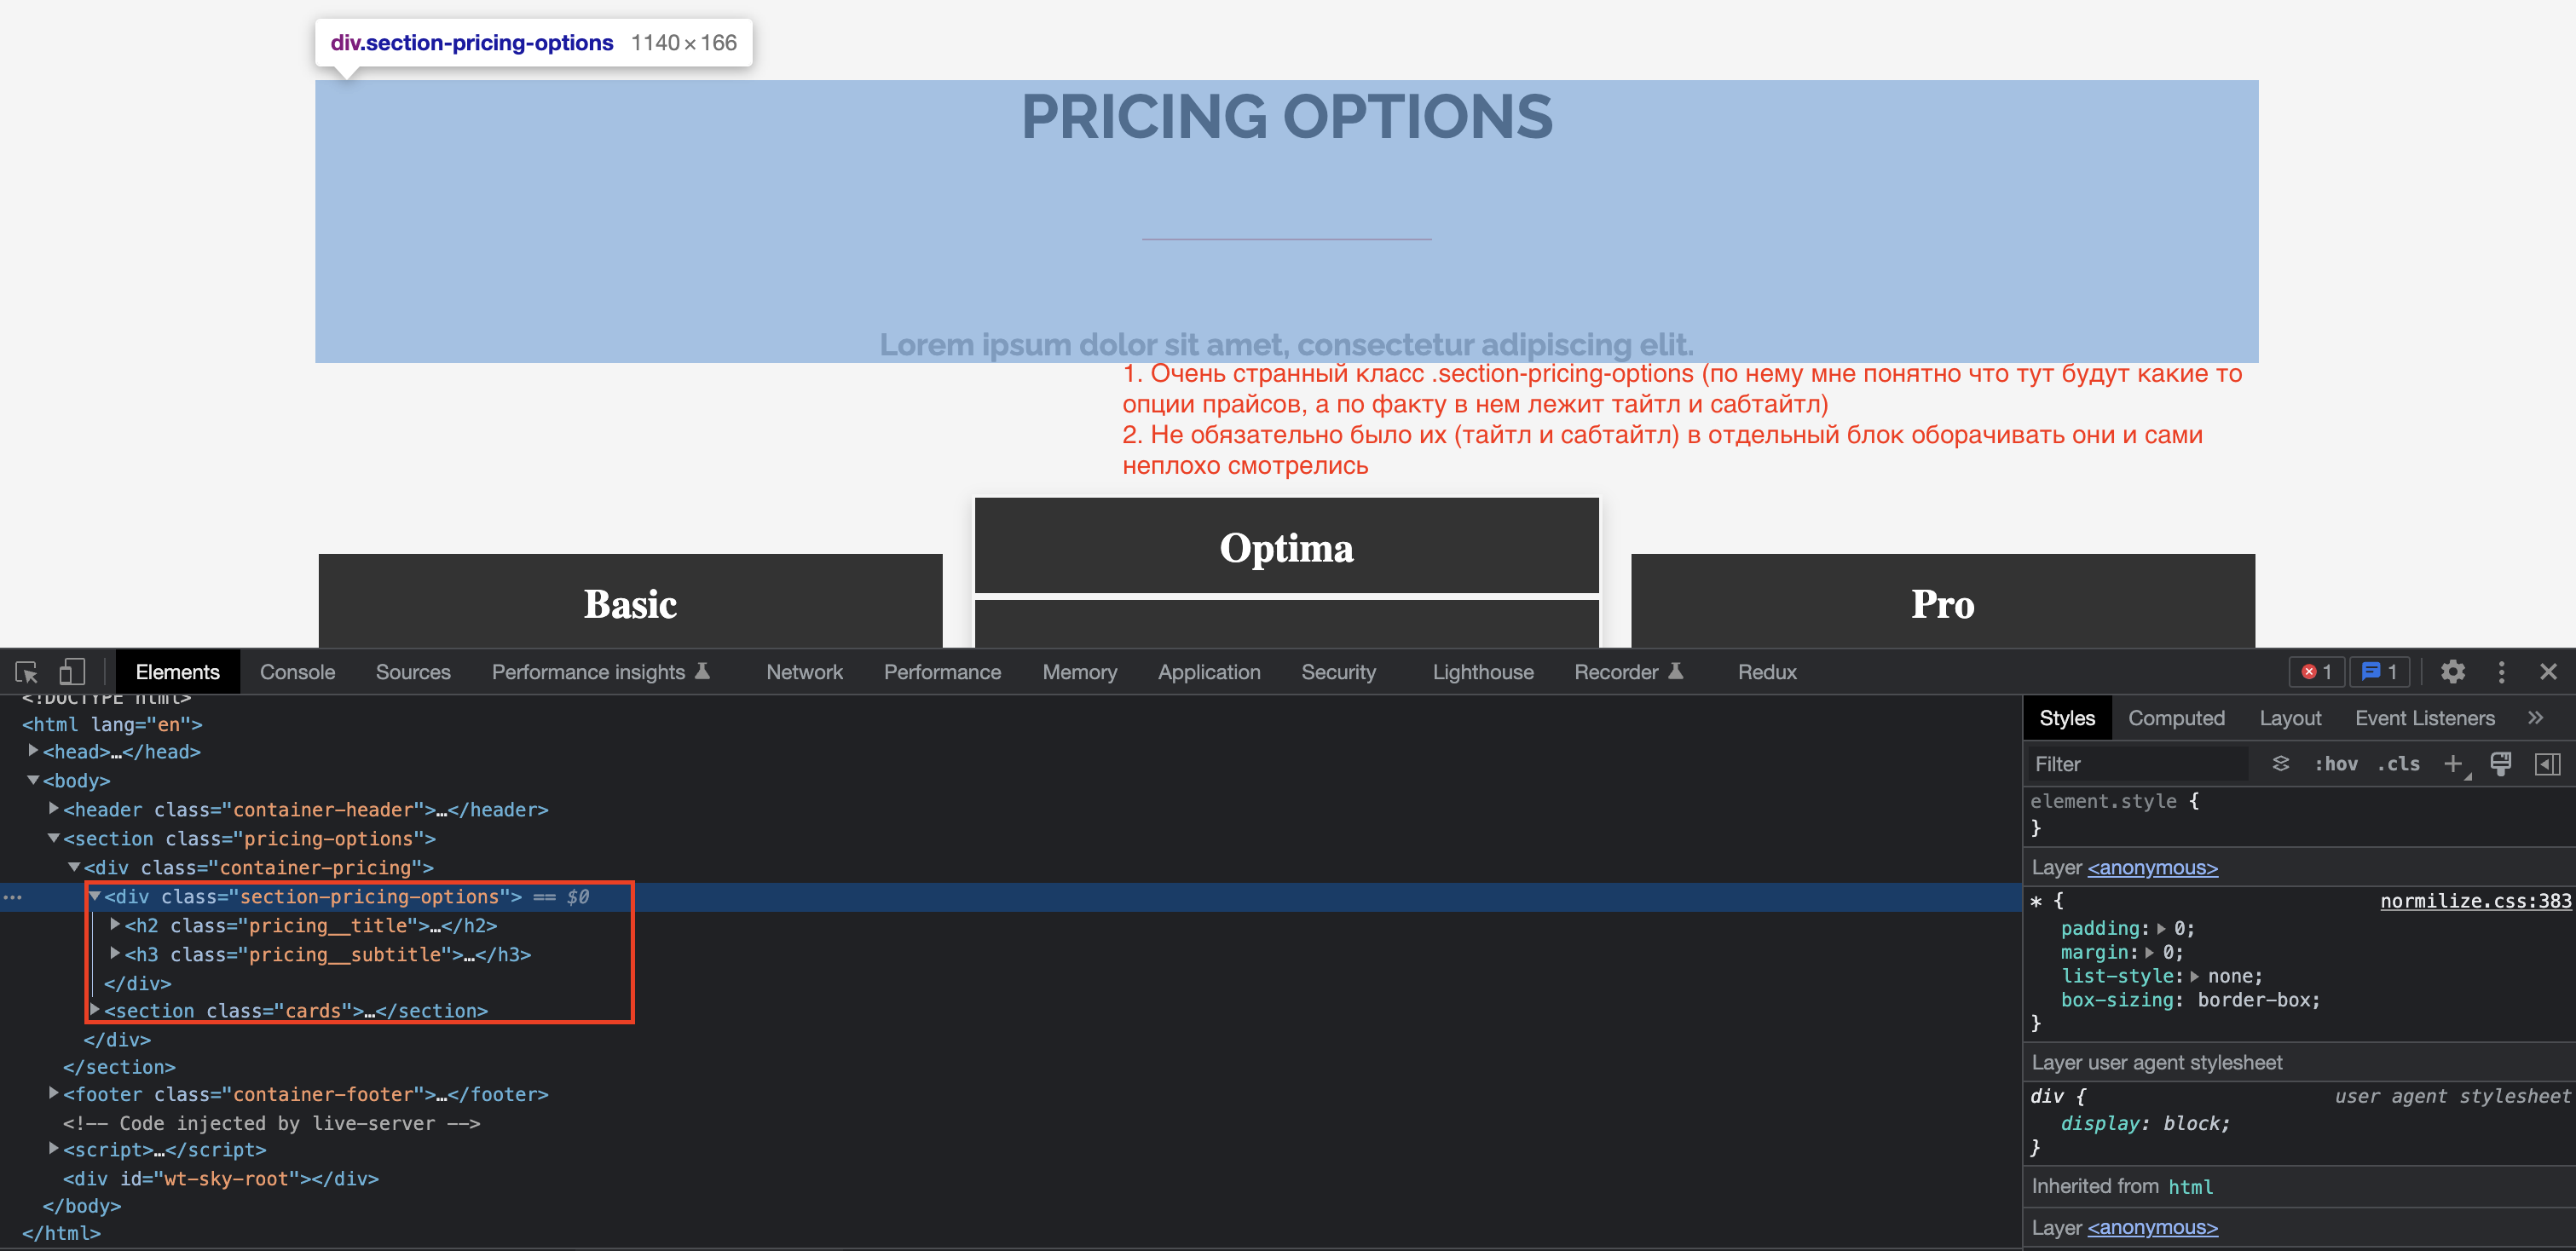 div.section-pricing-options 1140×166
PRICING OPTIONS
Lorem ipsum dolor sit amet, consectetur adipiscing elit.
1. Очень странный класс .section-pricing-options (по нему мне понятно что тут будут какие то
опции прайсов, а по факту в нем лежит тайтл и сабтайтл)
2. Не обязательно было их (тайтл и сабтайтл) в отдельный блок оборачивать они и сами
неплохо смотрелись
Optima
Basic
Pro
Elements Console Sources Performance insights Network Performance Memory Application Security Lighthouse Recorder Redux 1 1
<!DOCTYPE html>
<html lang="en">
<head>…</head>
<body>
<header class="container-header">…</header>
<section class="pricing-options">
<div class="container-pricing">
<div class="section-pricing-options"> == $0
<h2 class="pricing__title">…</h2>
<h3 class="pricing__subtitle">…</h3>
</div>
<section class="cards">…</section>
</div>
</section>
<footer class="container-footer">…</footer>
<!-- Code injected by live-server -->
<script>…</script>
<div id="wt-sky-root"></div>
</body>
</html>
Styles Computed Layout Event Listeners »
Filter :hov .cls
element.style {
}
Layer <anonymous>
* { normilize.css:383
padding: 0;
margin: 0;
list-style: none;
box-sizing: border-box;
}
Layer user agent stylesheet
div { user agent stylesheet
display: block;
}
Inherited from html
Layer <anonymous>